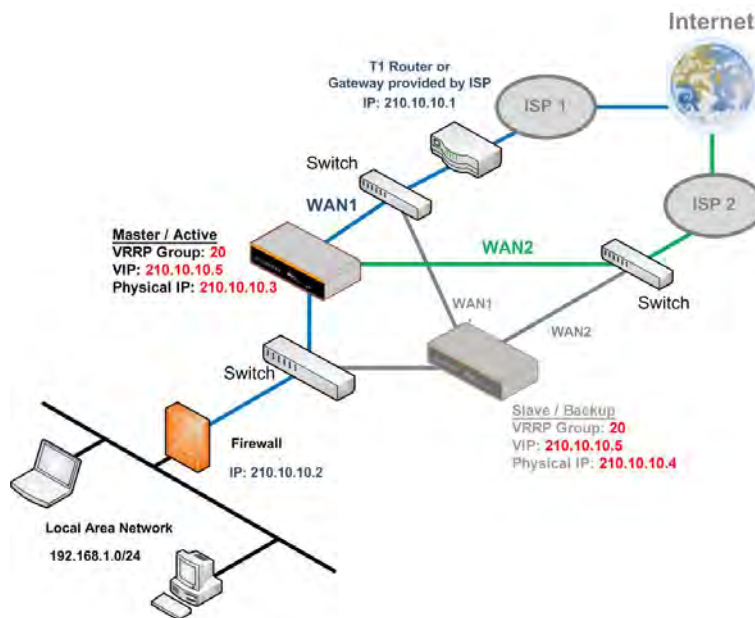 Internet
T1 Router or
Gateway provided by ISP
IP: 210.10.10.1
ISP 1
Switch
WAN1
ISP 2
Master / Active
VRRP Group: 20
VIP: 210.10.10.5
Physical IP: 210.10.10.3
WAN2
Switch
WAN1
WAN2
Switch
Slave / Backup
VRRP Group: 20
VIP: 210.10.10.5
Physical IP: 210.10.10.4
Firewall
IP: 210.10.10.2
Local Area Network
192.168.1.0/24